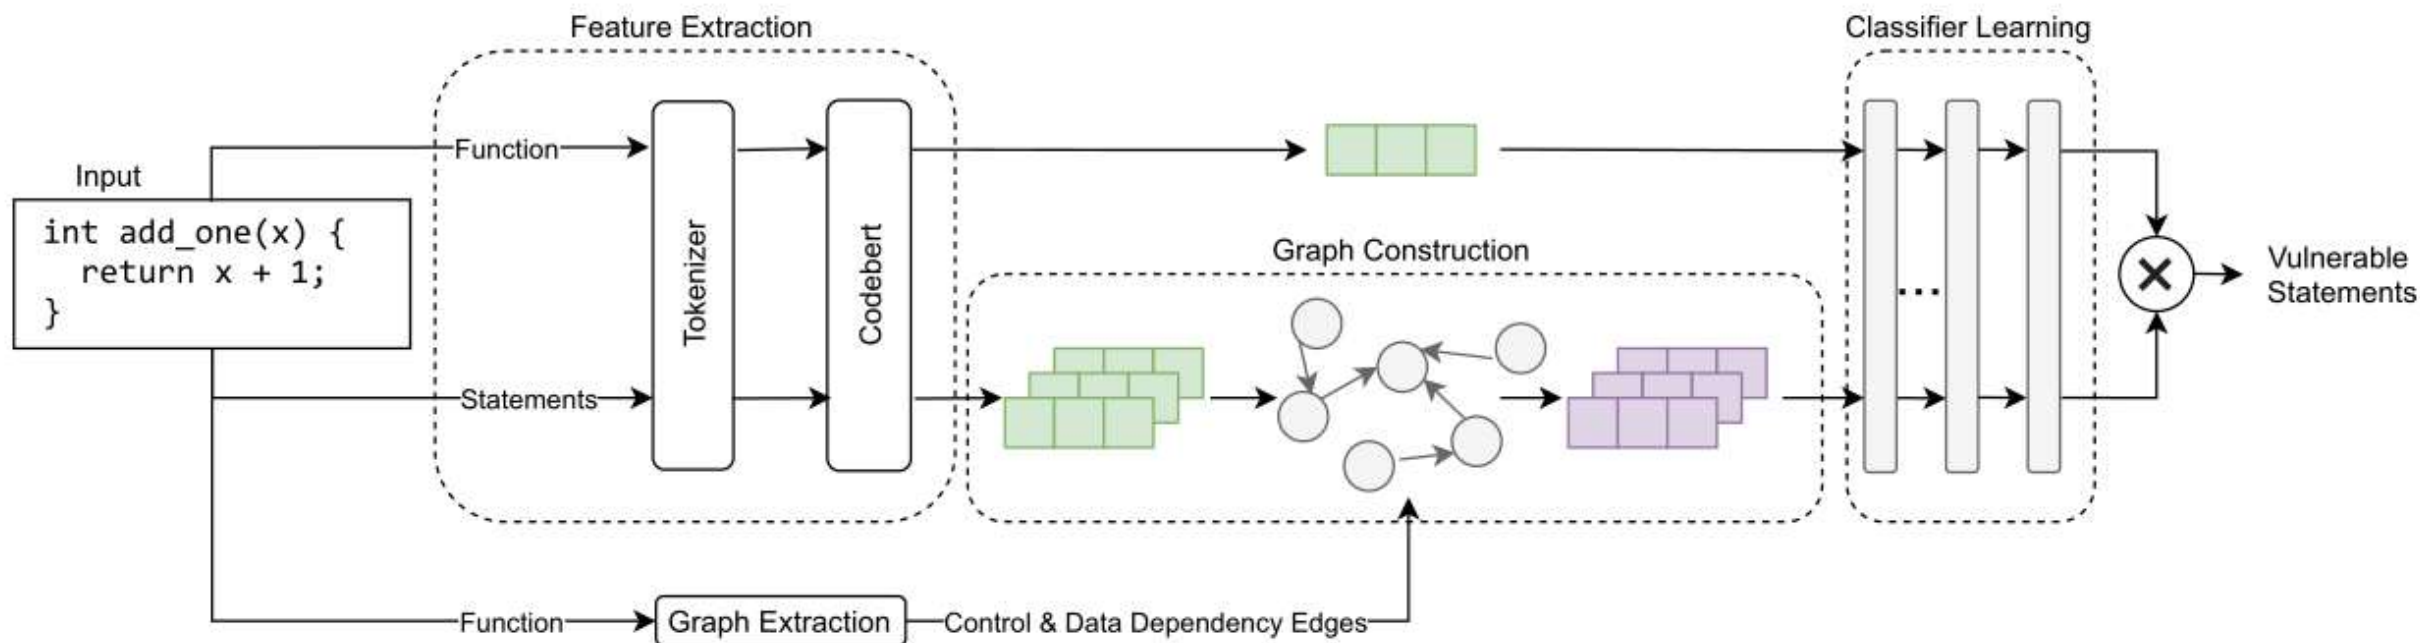 Feature Extraction
Classifier Learning
Function
Input
int add_one(x) {
  return x + 1;
}
Tokenizer
Codebert
Graph Construction
...
Vulnerable
Statements
Statements
Function
Graph Extraction
Control & Data Dependency Edges